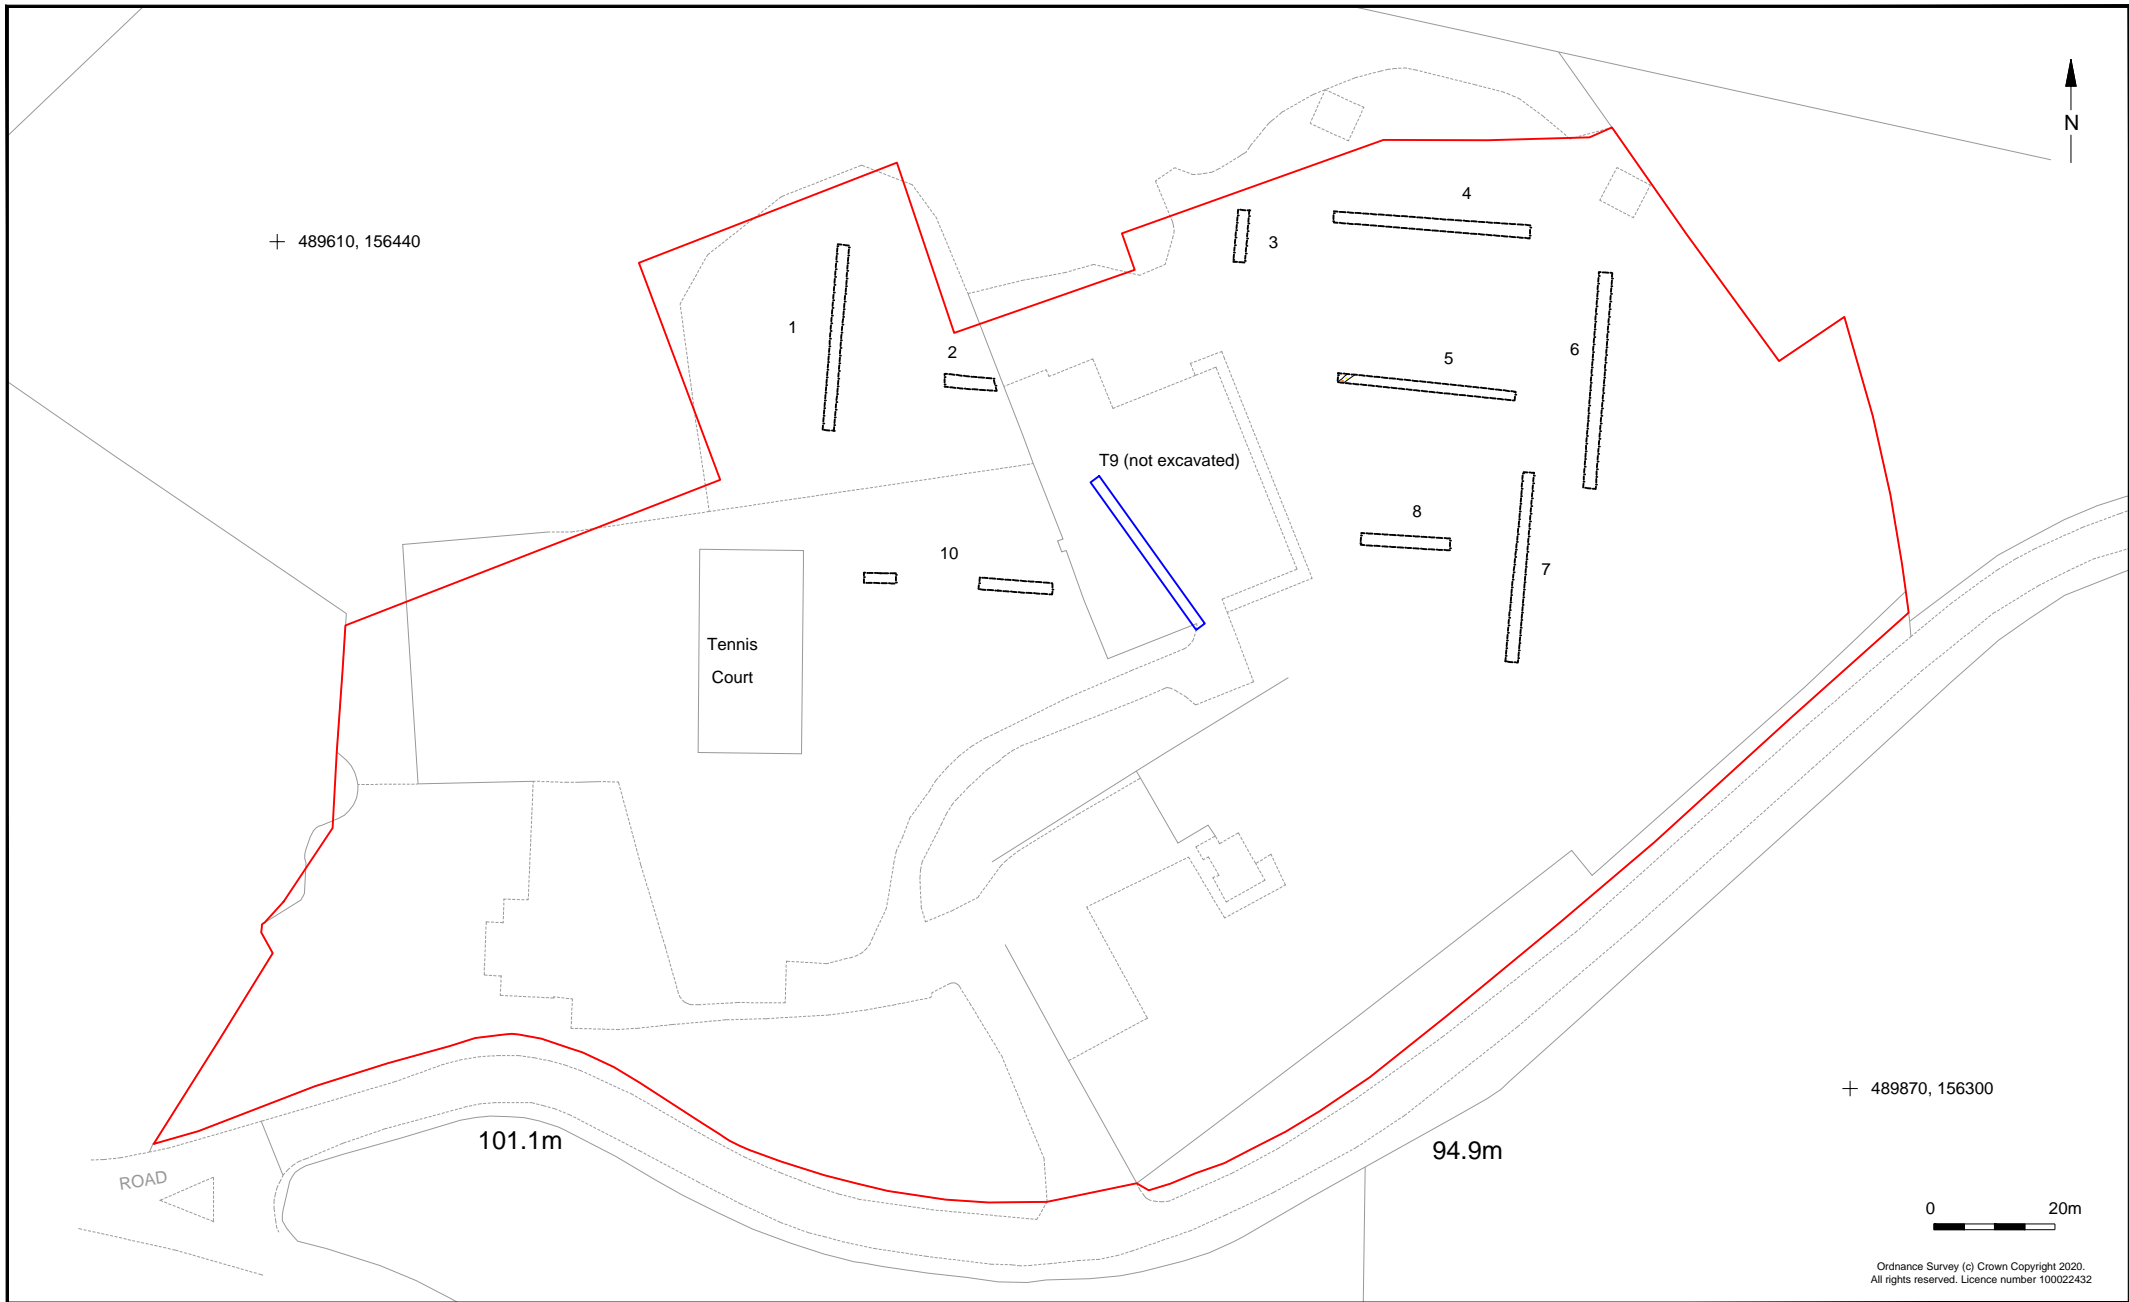 N
4
489610, 156440
3
1
2
5
6
T9 (not excavated)
8
10
7
Tennis
Court
489870, 156300
101.1m
94.9m
ROAD
0 20m
Ordnance Survey (c) Crown Copyright 2020.
All rights reserved. Licence number 100022432